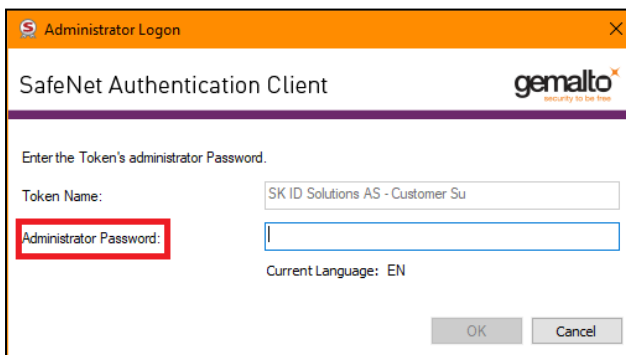 Administrator Logon
SafeNet Authentication Client
gemalto
security to be free
Enter the Token's administrator Password.
Token Name: SK ID Solutions AS - Customer Su
Administrator Password:
Current Language: EN
OK Cancel